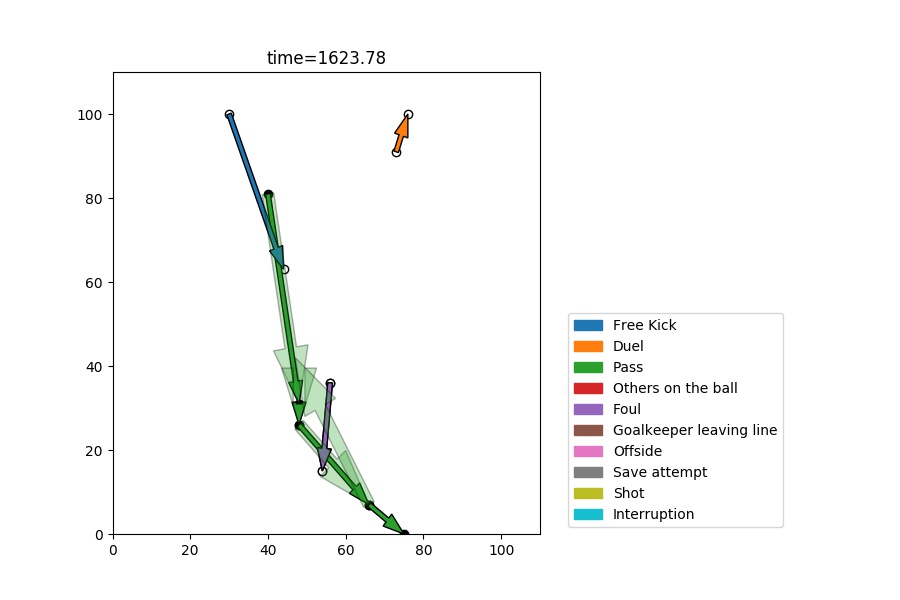 time=1623.78
100
80
60
40
20
0
0 20 40 60 80 100
Free Kick
Duel
Pass
Others on the ball
Foul
Goalkeeper leaving line
Offside
Save attempt
Shot
Interruption